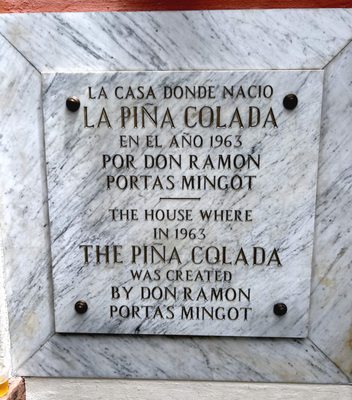 LA CASA DONDE NACIO
LA PIÑA COLADA
EN EL AÑO 1963
POR DON RAMON
PORTAS MINGOT
THE HOUSE WHERE
IN 1963
THE PIÑA COLADA
WAS CREATED
BY DON RAMON
PORTAS MINGOT